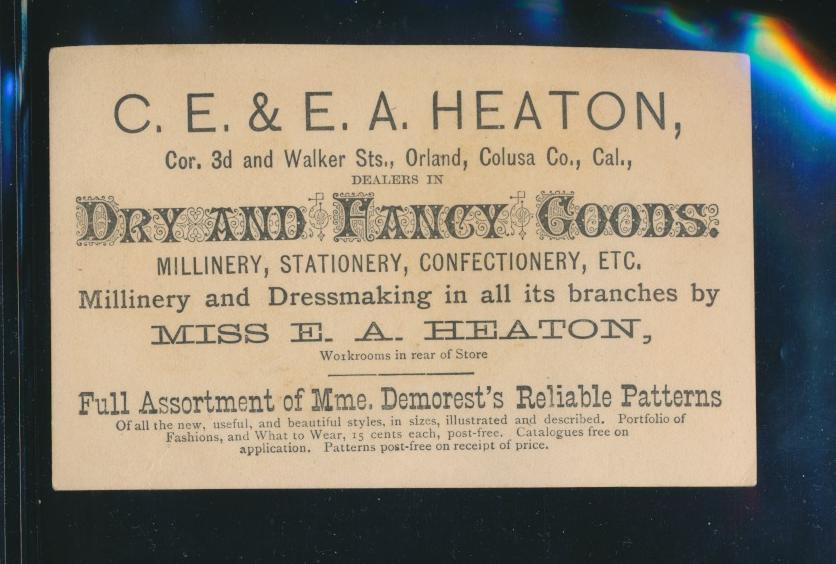 C. E. & E. A. HEATON,
Cor. 3d and Walker Sts., Orland, Colusa Co., Cal.,
DEALERS IN
DRY AND FANCY GOODS.
MILLINERY, STATIONERY, CONFECTIONERY, ETC.
Millinery and Dressmaking in all its branches by
MISS E. A. HEATON,
Workrooms in rear of Store
Full Assortment of Mme. Demorest's Reliable Patterns
Of all the new, useful, and beautiful styles, in sizes, illustrated and described. Portfolio of
Fashions, and What to Wear, 15 cents each, post-free. Catalogues free on
application. Patterns post-free on receipt of price.